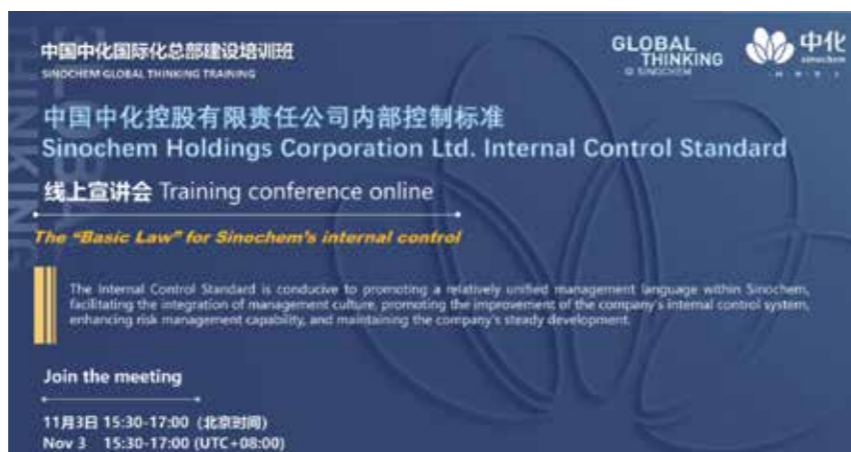 中国中化国际化总部建设培训班
SINOCHEM GLOBAL THINKING TRAINING
GLOBAL
THINKING
@ SINOCHEM
中化
sinochem
中国中化控股有限责任公司内部控制标准
Sinochem Holdings Corporation Ltd. Internal Control Standard
线上宣讲会 Training conference online
The “Basic Law” for Sinochem's internal control
The Internal Control Standard is conducive to promoting a relatively unified management language within Sinochem,
facilitating the integration of management culture, promoting the improvement of the company's internal control system,
enhancing risk management capability, and maintaining the company's steady development.
Join the meeting
11月3日 15:30-17:00（北京时间）
Nov 3 15:30-17:00 (UTC+08:00)